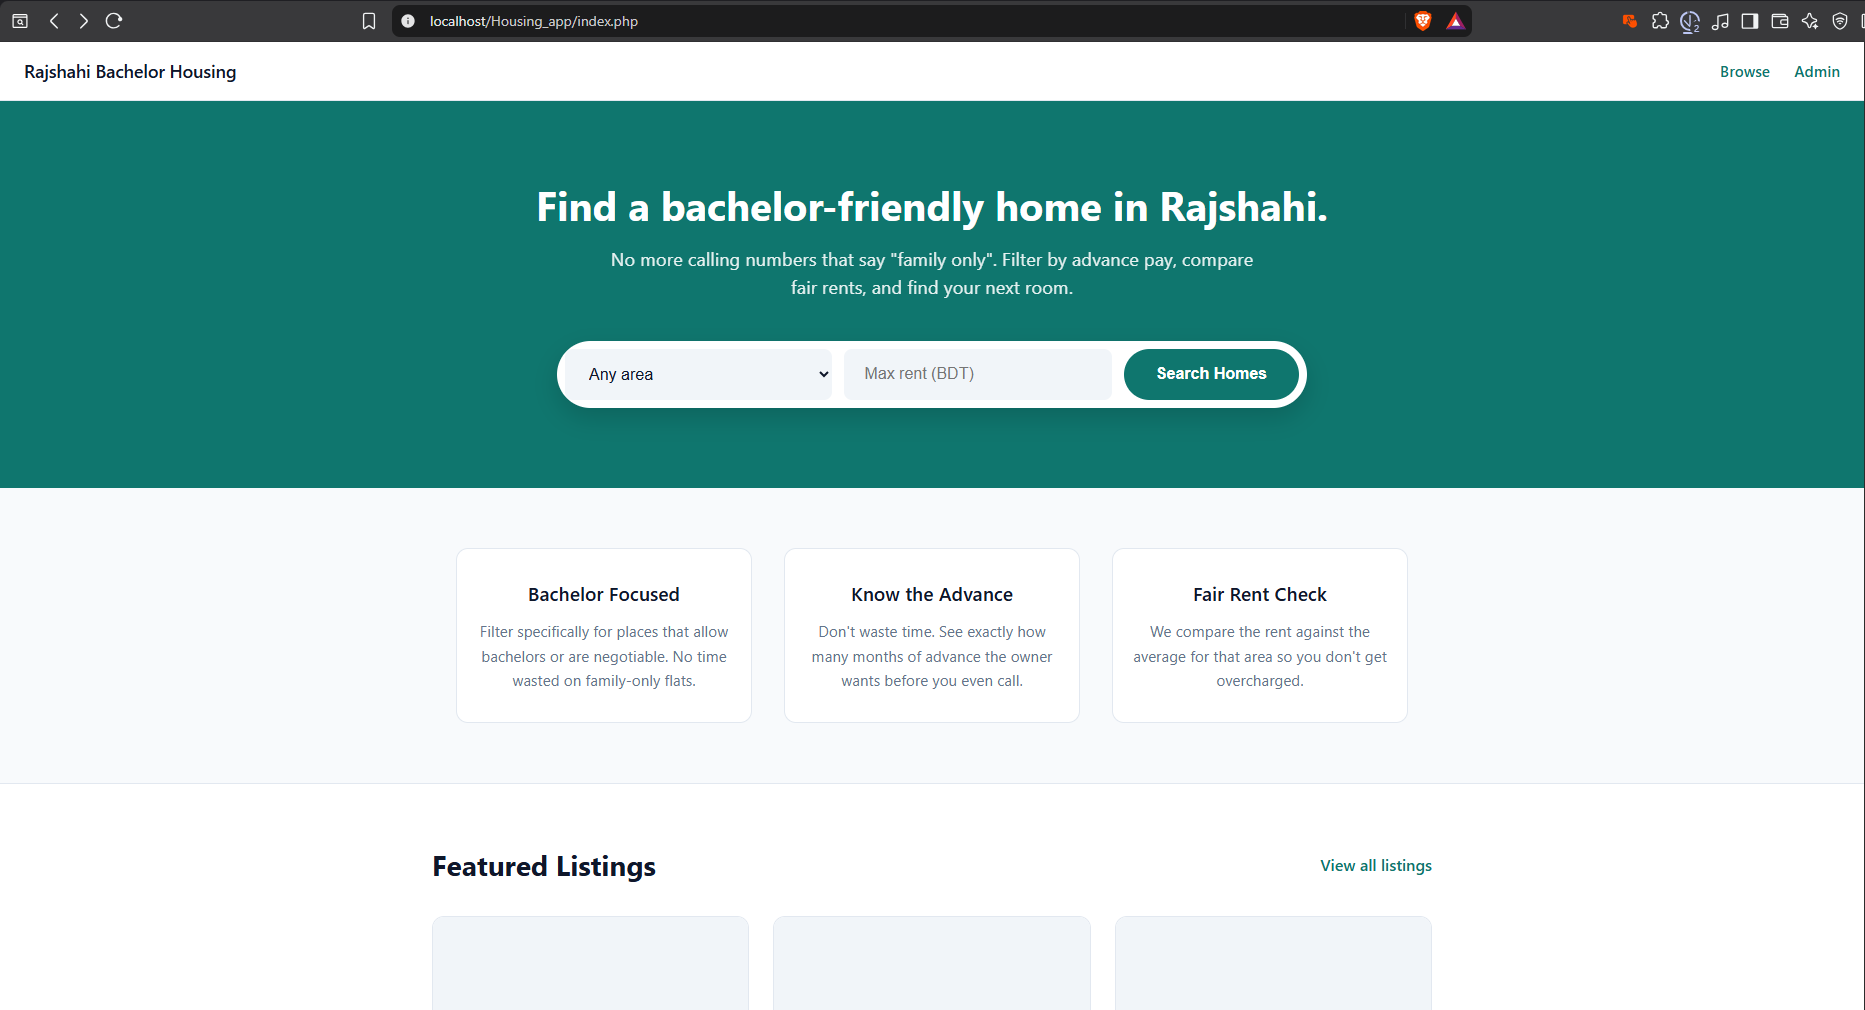 localhost/Housing_app/index.php
2
Rajshahi Bachelor Housing
Browse
Admin
Find a bachelor-friendly home in Rajshahi.
No more calling numbers that say "family only". Filter by advance pay, compare
fair rents, and find your next room.
Any area
Max rent (BDT)
Search Homes
Bachelor Focused
Filter specifically for places that allow
bachelors or are negotiable. No time
wasted on family-only flats.
Know the Advance
Don't waste time. See exactly how
many months of advance the owner
wants before you even call.
Fair Rent Check
We compare the rent against the
average for that area so you don't get
overcharged.
Featured Listings
View all listings